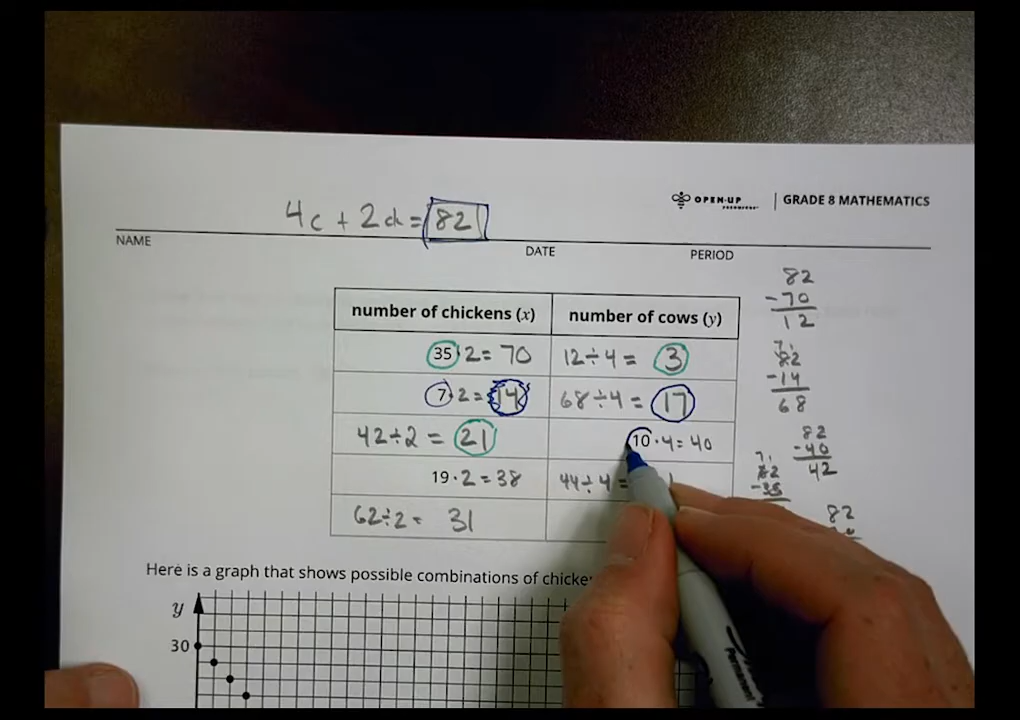 4c + 2ch = 82
OPEN-UP RESOURCES | GRADE 8 MATHEMATICS
NAME DATE PERIOD
number of chickens (x) number of cows (y)
35·2 = 70 12÷4 = 3
7·2 = 14 68÷4 = 17
42÷2 = 21 10·4 = 40
19·2 = 38 44÷4 =
62÷2 = 31
82
-70
12
82
-14
68
82
-40
42
82
-38
82
Here is a graph that shows possible combinations of
y
30